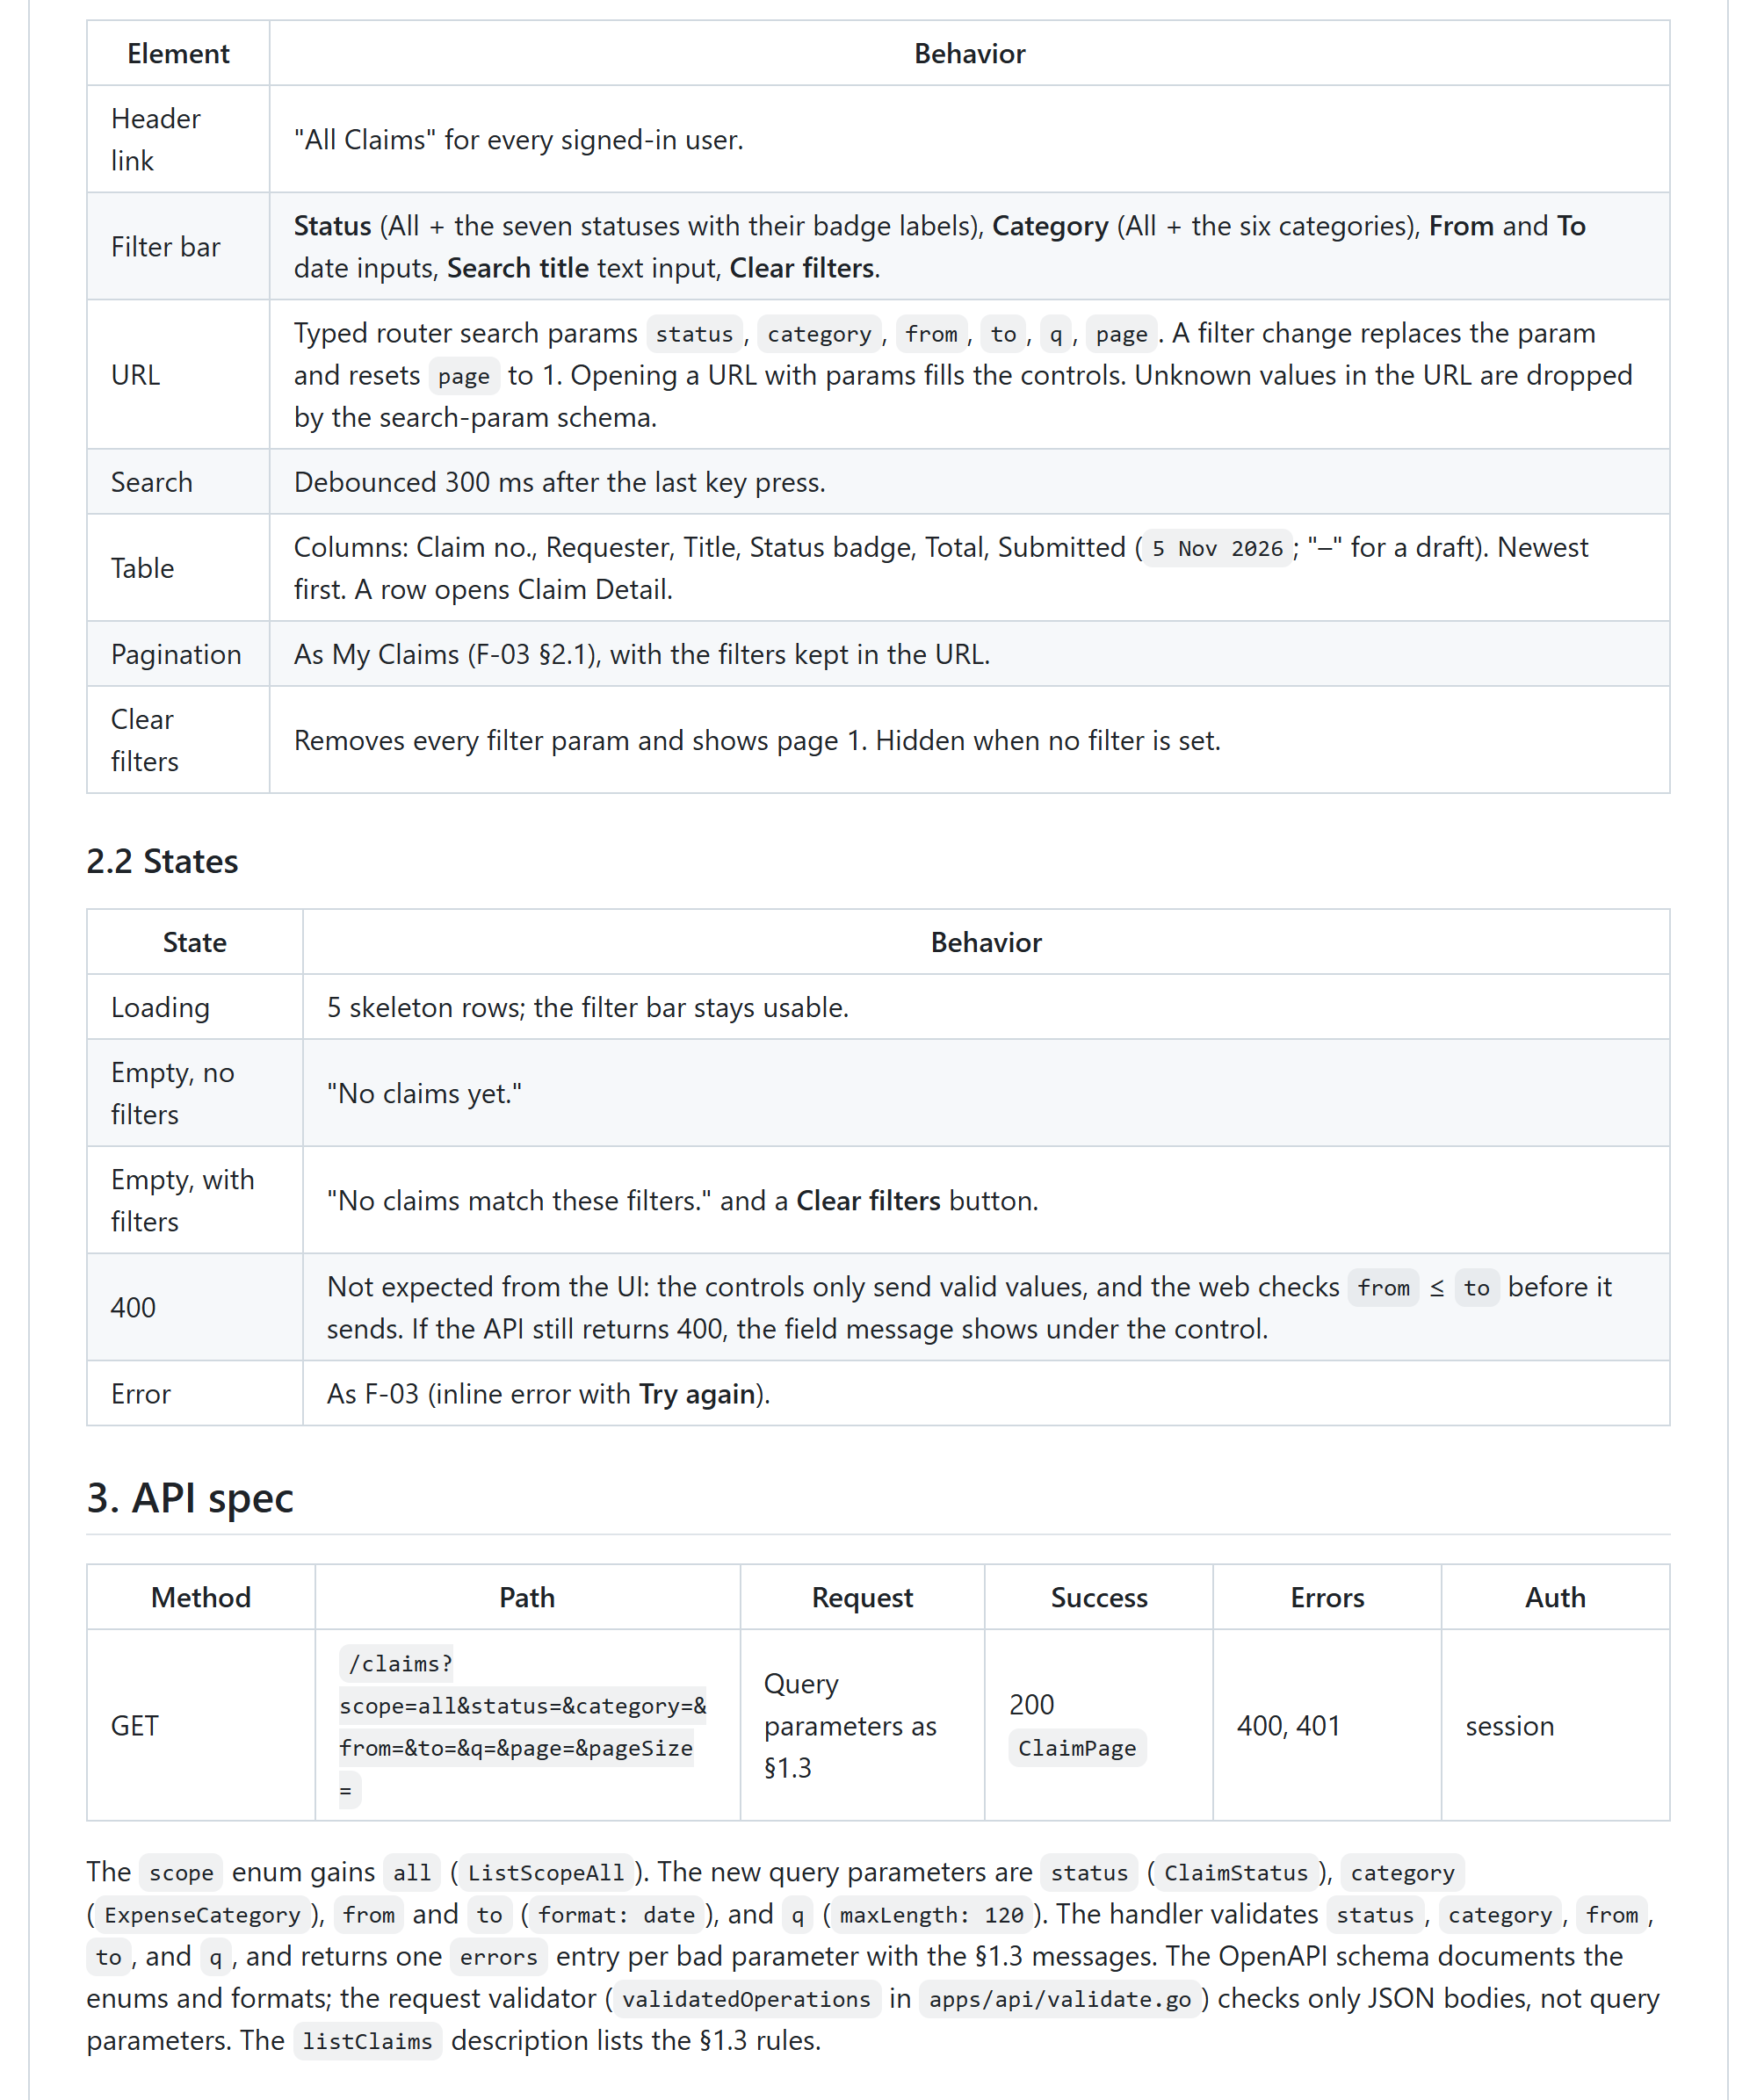 Element
Behavior
Header
link
"All Claims" for every signed-in user.
Filter bar
Status (All + the seven statuses with their badge labels), Category (All + the six categories), From and To
date inputs, Search title text input, Clear filters.
URL
Typed router search params status, category, from, to, q, page. A filter change replaces the param
and resets page to 1. Opening a URL with params fills the controls. Unknown values in the URL are dropped
by the search-param schema.
Search
Debounced 300 ms after the last key press.
Table
Columns: Claim no., Requester, Title, Status badge, Total, Submitted (5 Nov 2026; "–" for a draft). Newest
first. A row opens Claim Detail.
Pagination
As My Claims (F-03 §2.1), with the filters kept in the URL.
Clear
filters
Removes every filter param and shows page 1. Hidden when no filter is set.
2.2 States
State
Behavior
Loading
5 skeleton rows; the filter bar stays usable.
Empty, no
filters
"No claims yet."
Empty, with
filters
"No claims match these filters." and a Clear filters button.
400
Not expected from the UI: the controls only send valid values, and the web checks from ≤ to before it
sends. If the API still returns 400, the field message shows under the control.
Error
As F-03 (inline error with Try again).
3. API spec
Method
Path
Request
Success
Errors
Auth
GET
/claims?
scope=all&status=&category=&
from=&to=&q=&page=&pageSize
=
Query
parameters as
§1.3
200
ClaimPage
400, 401
session
The scope enum gains all (ListScopeAll). The new query parameters are status (ClaimStatus), category
(ExpenseCategory), from and to (format: date), and q (maxLength: 120). The handler validates status, category, from,
to, and q, and returns one errors entry per bad parameter with the §1.3 messages. The OpenAPI schema documents the
enums and formats; the request validator (validatedOperations in apps/api/validate.go) checks only JSON bodies, not query
parameters. The listClaims description lists the §1.3 rules.